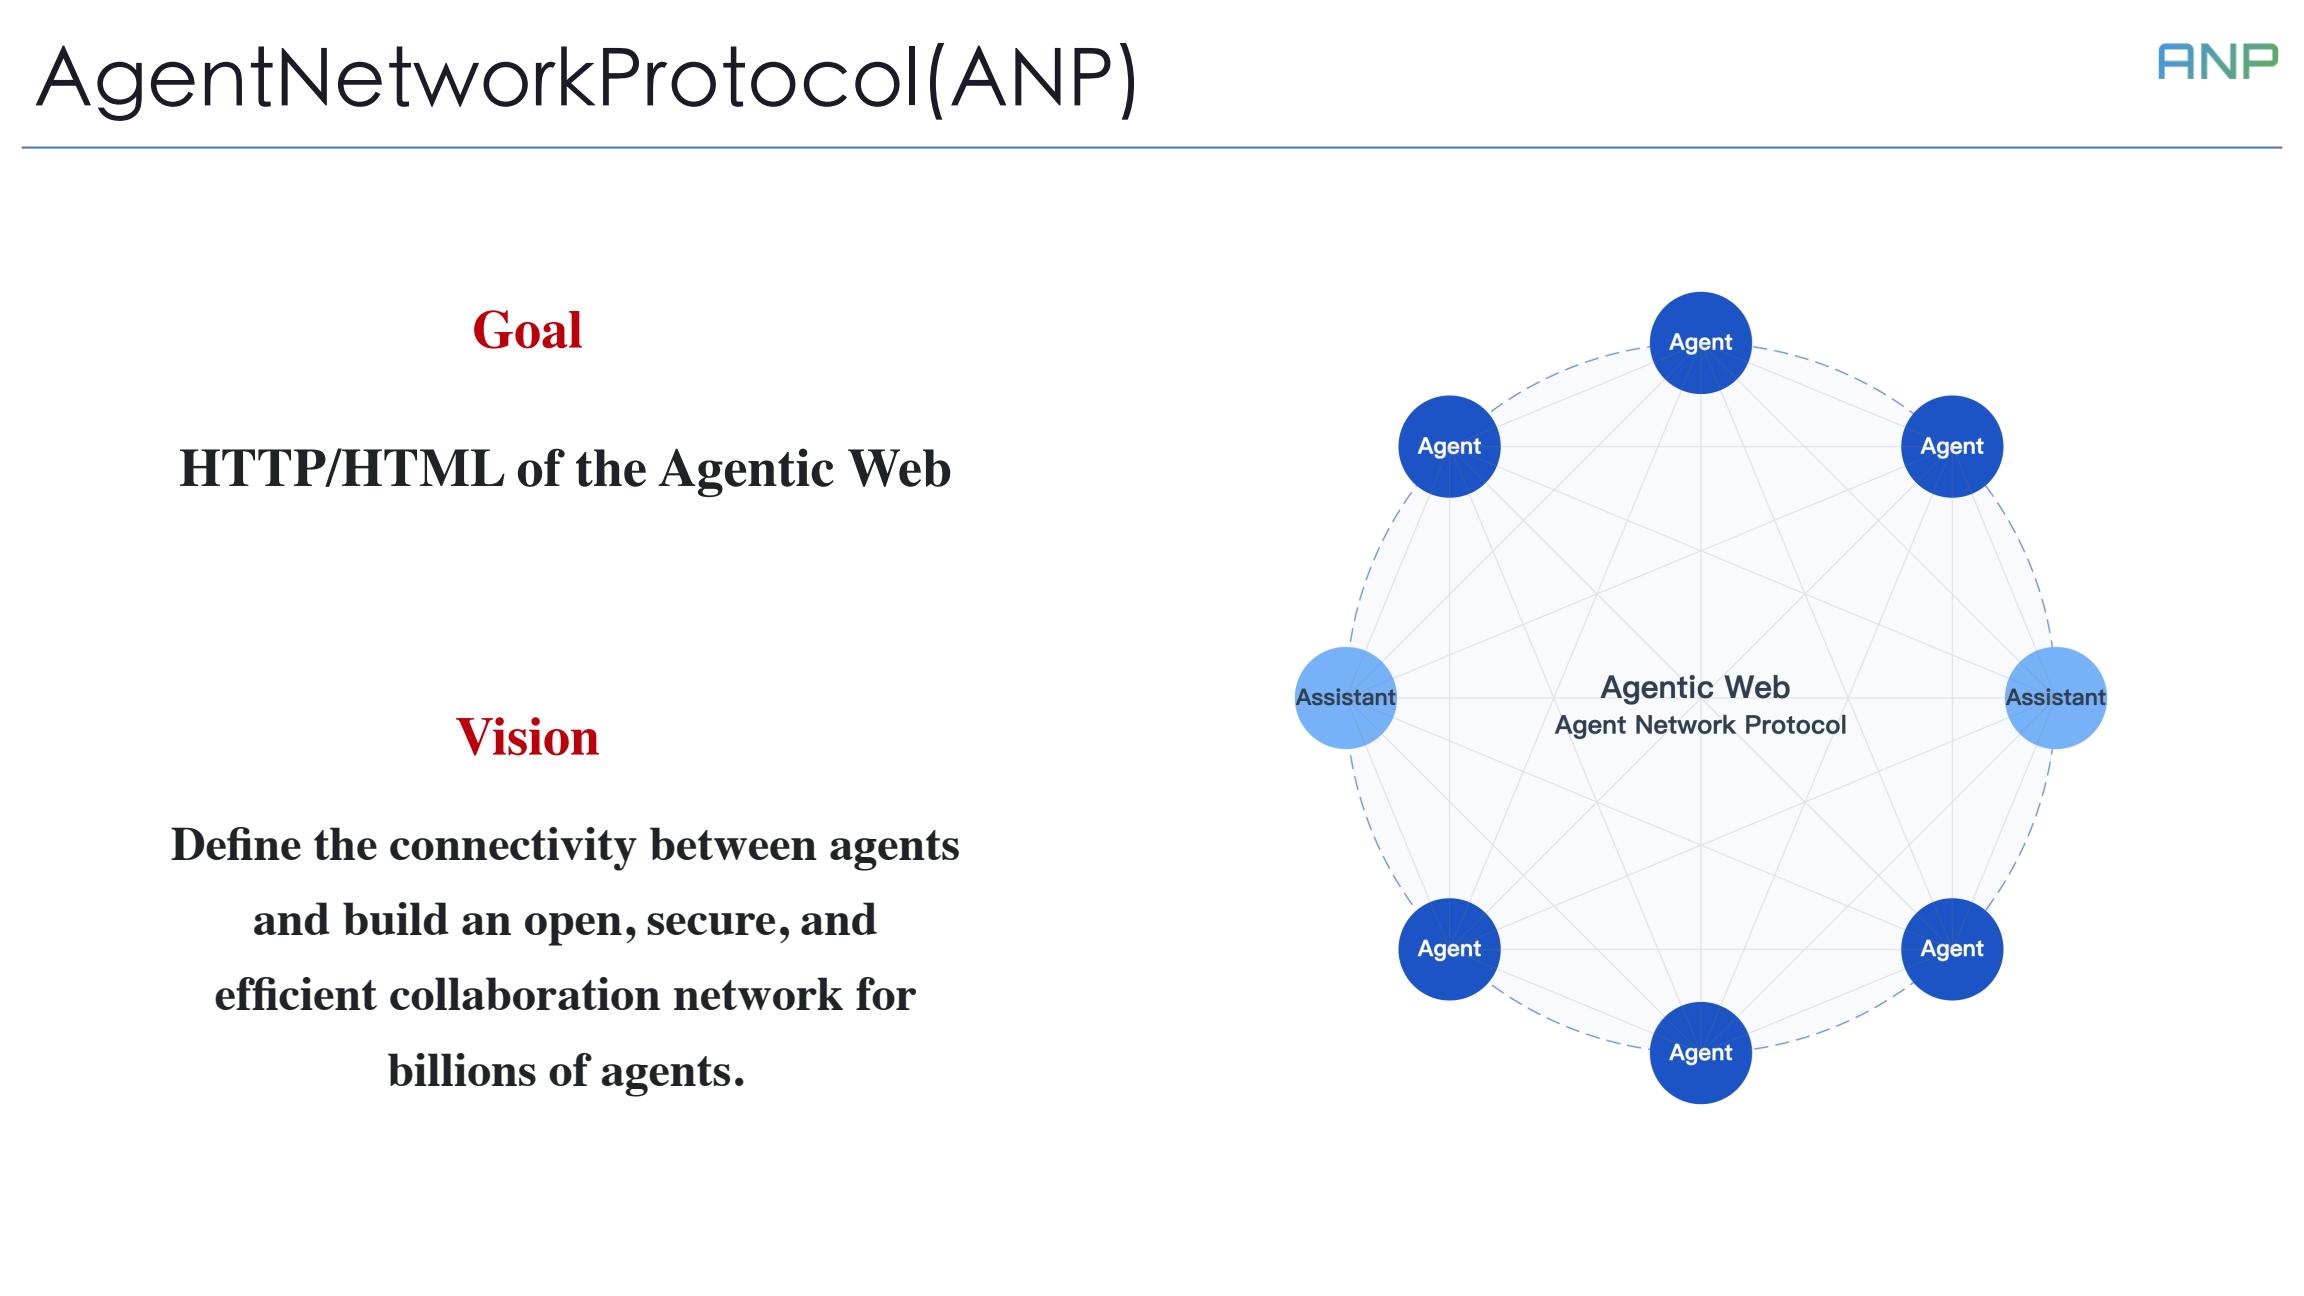 AgentNetworkProtocol(ANP)
ANP
Goal
HTTP/HTML of the Agentic Web
Vision
Define the connectivity between agents
and build an open, secure, and
efficient collaboration network for
billions of agents.
Agent
Agent
Agent
Assistant
Agentic Web
Agent Network Protocol
Assistant
Agent
Agent
Agent